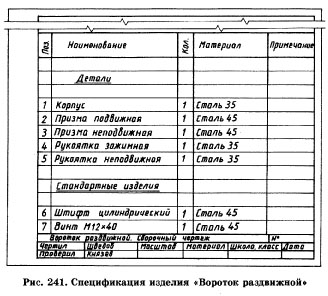 Поз. Наименование Кол. Материал Примечание
Детали
1 Корпус 1 Сталь 35
2 Призма подвижная 1 Сталь 45
3 Призма неподвижная 1 Сталь 45
4 Рукоятка зажимная 1 Сталь 35
5 Рукоятка неподвижная 1 Сталь 35
Стандартные изделия
6 Штифт цилиндрический 1 Сталь 45
7 Винт М12×40 1 Сталь 45
Вороток раздвижной. Сборочный чертеж №
Чертил Шведов Масштаб Материал Школа, класс Дата
Проверил Князев
Рис. 241. Спецификация изделия «Вороток раздвижной»